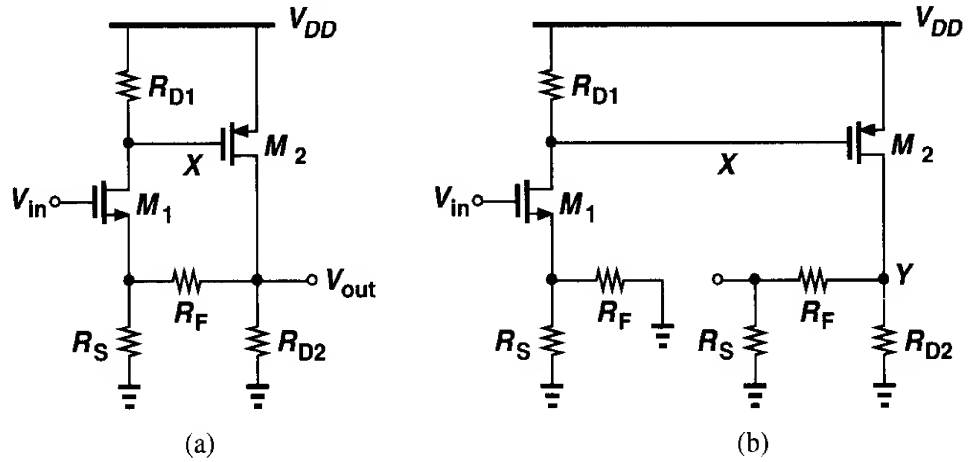 V_DD
R_D1
M_2
X
V_in
M_1
V_out
R_F
R_S
R_D2
(a)
V_DD
R_D1
M_2
X
V_in
M_1
Y
R_F
R_F
R_S
R_S
R_D2
(b)